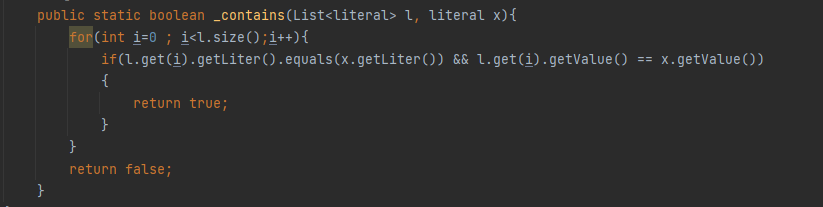 public static boolean _contains(List<literal> l, literal x){
for(int i=0 ; i<l.size();i++){
if(l.get(i).getLiter().equals(x.getLiter()) && l.get(i).getValue() == x.getValue())
{
return true;
}
}
return false;
}